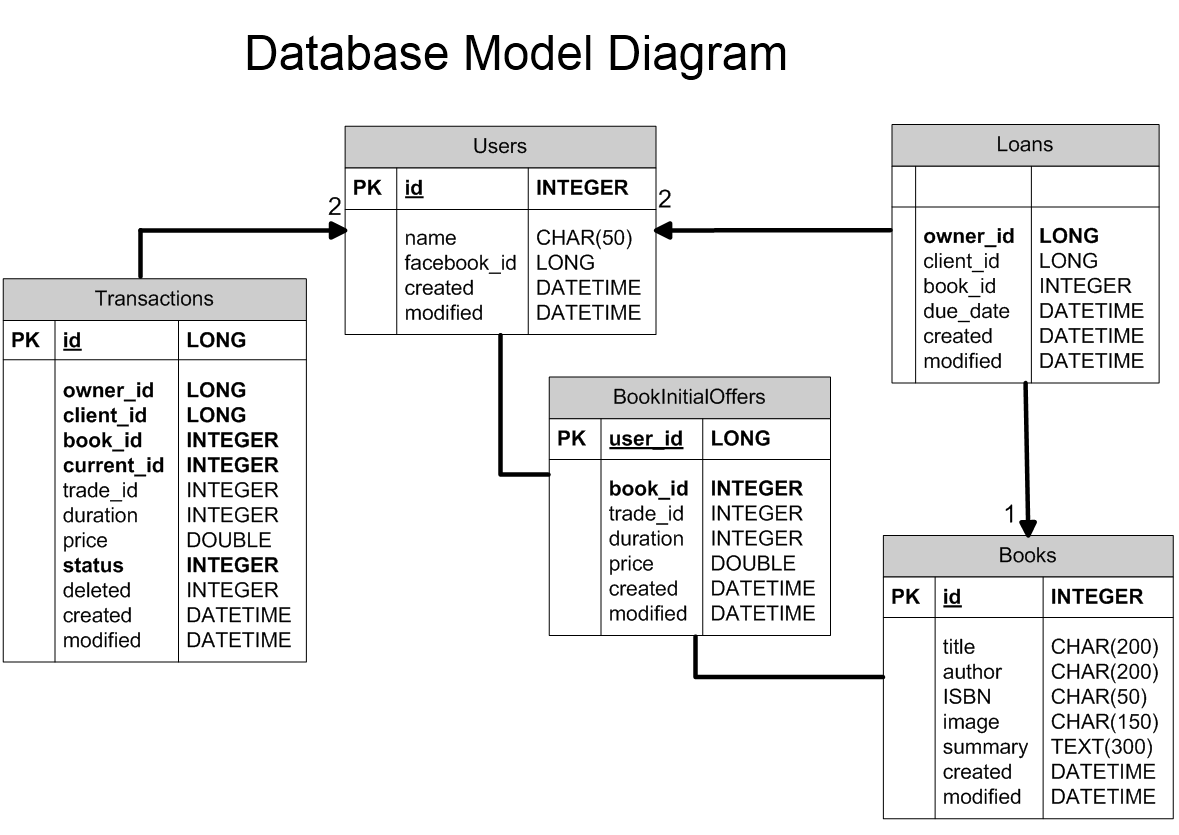 Database Model Diagram
Users
PK id INTEGER
name CHAR(50)
facebook_id LONG
created DATETIME
modified DATETIME
2
2
Loans
owner_id LONG
client_id LONG
book_id INTEGER
due_date DATETIME
created DATETIME
modified DATETIME
Transactions
PK id LONG
owner_id LONG
client_id LONG
book_id INTEGER
current_id INTEGER
trade_id INTEGER
duration INTEGER
price DOUBLE
status INTEGER
deleted INTEGER
created DATETIME
modified DATETIME
BookInitialOffers
PK user_id LONG
book_id INTEGER
trade_id INTEGER
duration INTEGER
price DOUBLE
created DATETIME
modified DATETIME
1
Books
PK id INTEGER
title CHAR(200)
author CHAR(200)
ISBN CHAR(50)
image CHAR(150)
summary TEXT(300)
created DATETIME
modified DATETIME